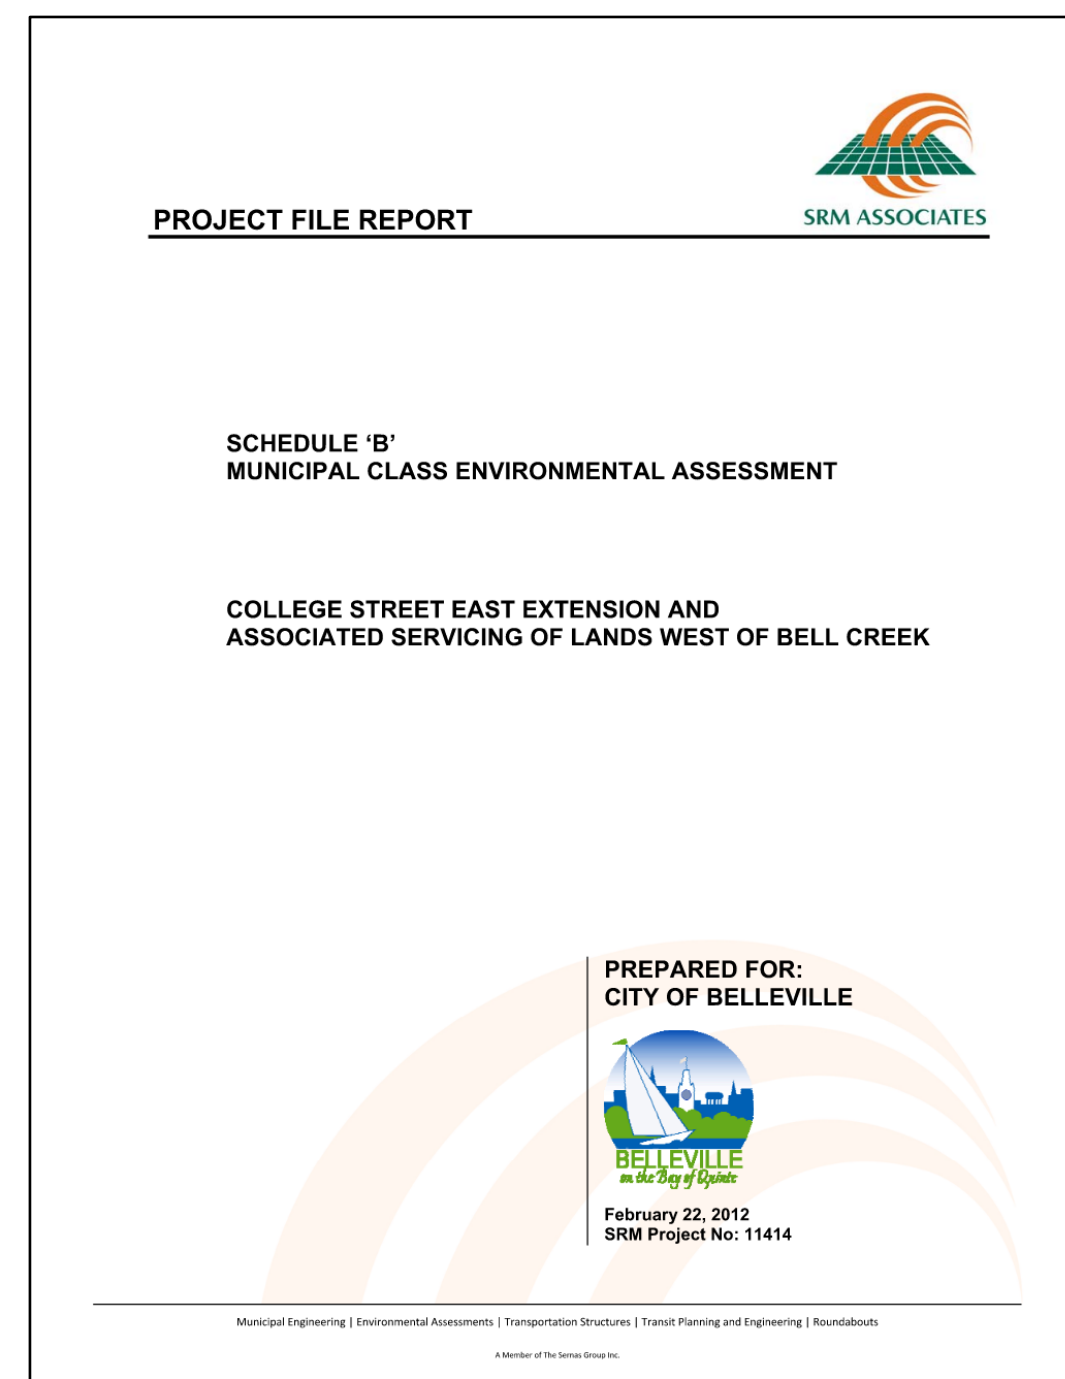 SRM ASSOCIATES
PROJECT FILE REPORT
SCHEDULE ‘B’
MUNICIPAL CLASS ENVIRONMENTAL ASSESSMENT
COLLEGE STREET EAST EXTENSION AND
ASSOCIATED SERVICING OF LANDS WEST OF BELL CREEK
PREPARED FOR:
CITY OF BELLEVILLE
BELLEVILLE
on the Bay of Quinte
February 22, 2012
SRM Project No: 11414
Municipal Engineering | Environmental Assessments | Transportation Structures | Transit Planning and Engineering | Roundabouts
A Member of The Sernas Group Inc.